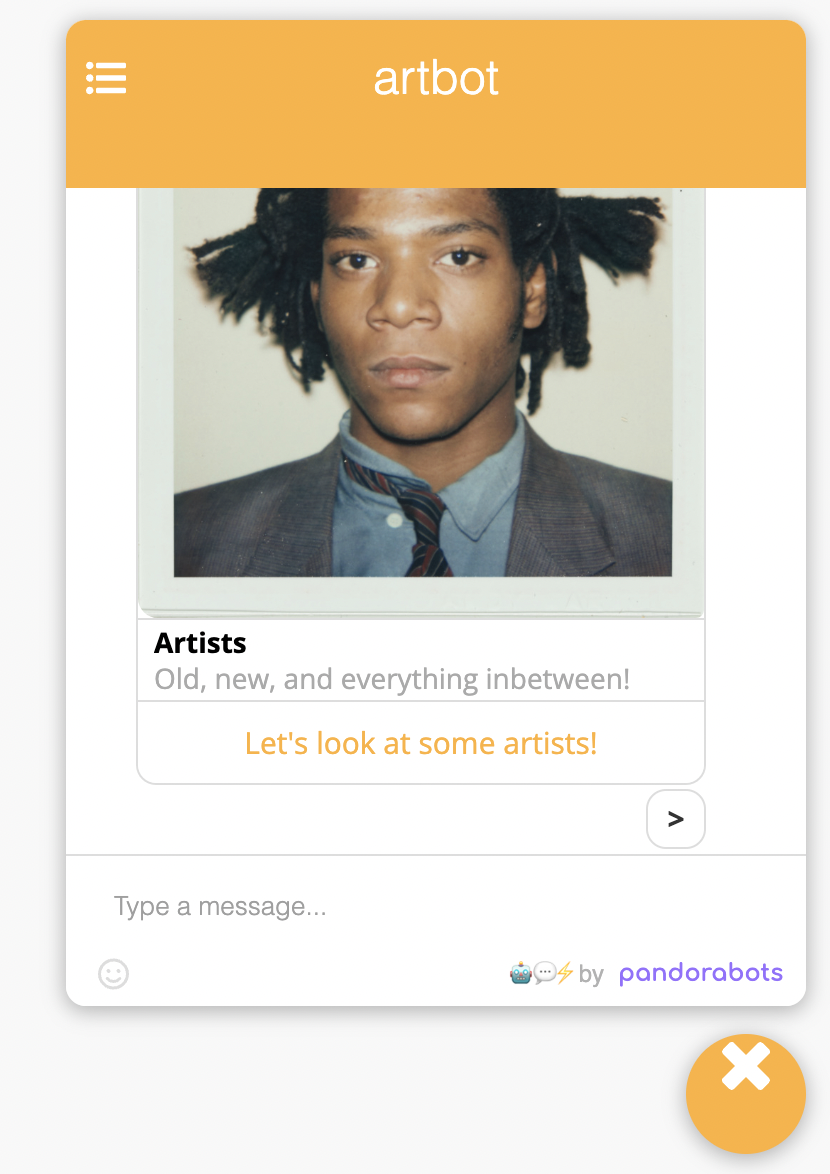 artbot
Artists
Old, new, and everything inbetween!
Let's look at some artists!
>
Type a message...
🤖💬⚡ by pandorabots